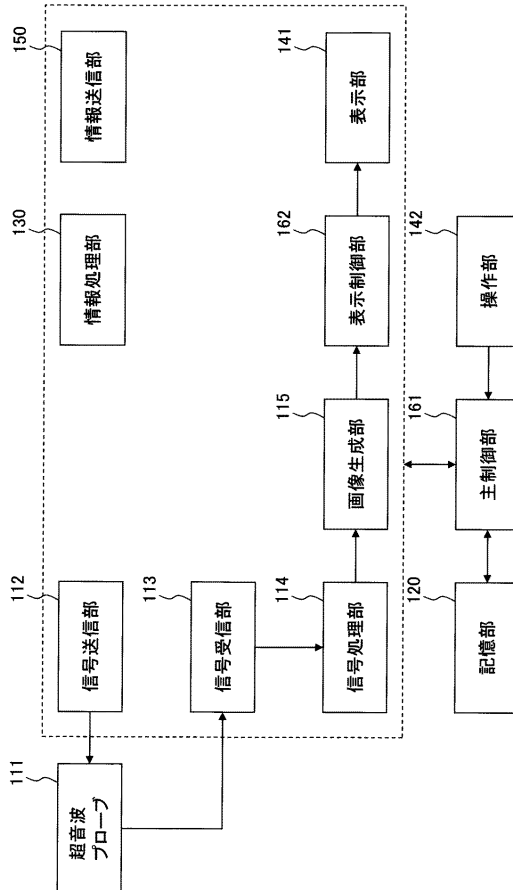 111
超音波
プローブ
112
信号送信部
113
信号受信部
114
信号処理部
115
画像生成部
130
情報処理部
150
情報送信部
162
表示制御部
141
表示部
120
記憶部
161
主制御部
142
操作部